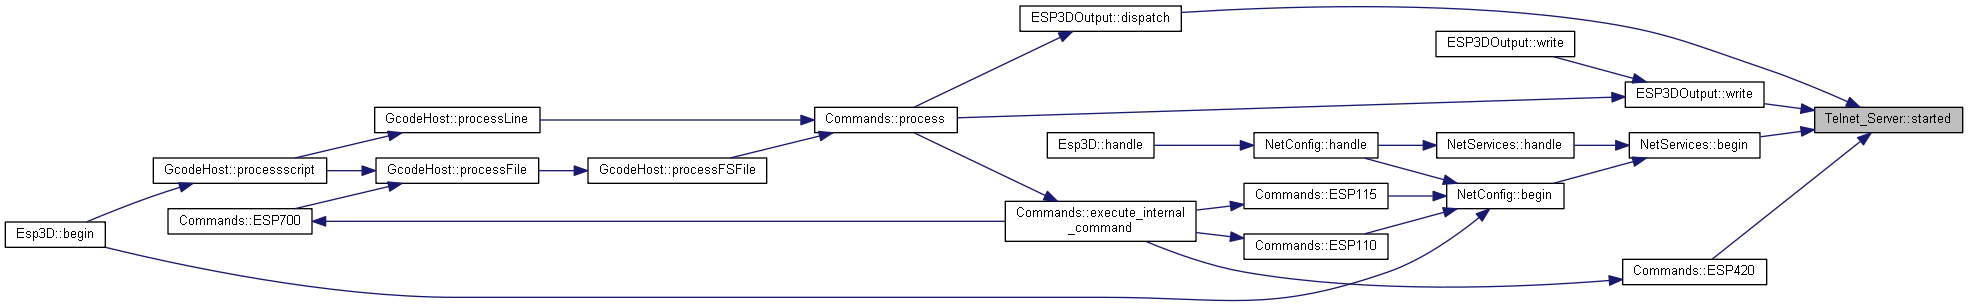 ESP3DOutput::dispatch
ESP3DOutput::write
ESP3DOutput::write
Telnet_Server::started
GcodeHost::processLine
Commands::process
Esp3D::handle
NetConfig::handle
NetServices::handle
NetServices::begin
GcodeHost::processscript
GcodeHost::processFile
GcodeHost::processFSFile
Commands::ESP115
NetConfig::begin
Commands::ESP700
Commands::execute_internal
_command
Esp3D::begin
Commands::ESP110
Commands::ESP420